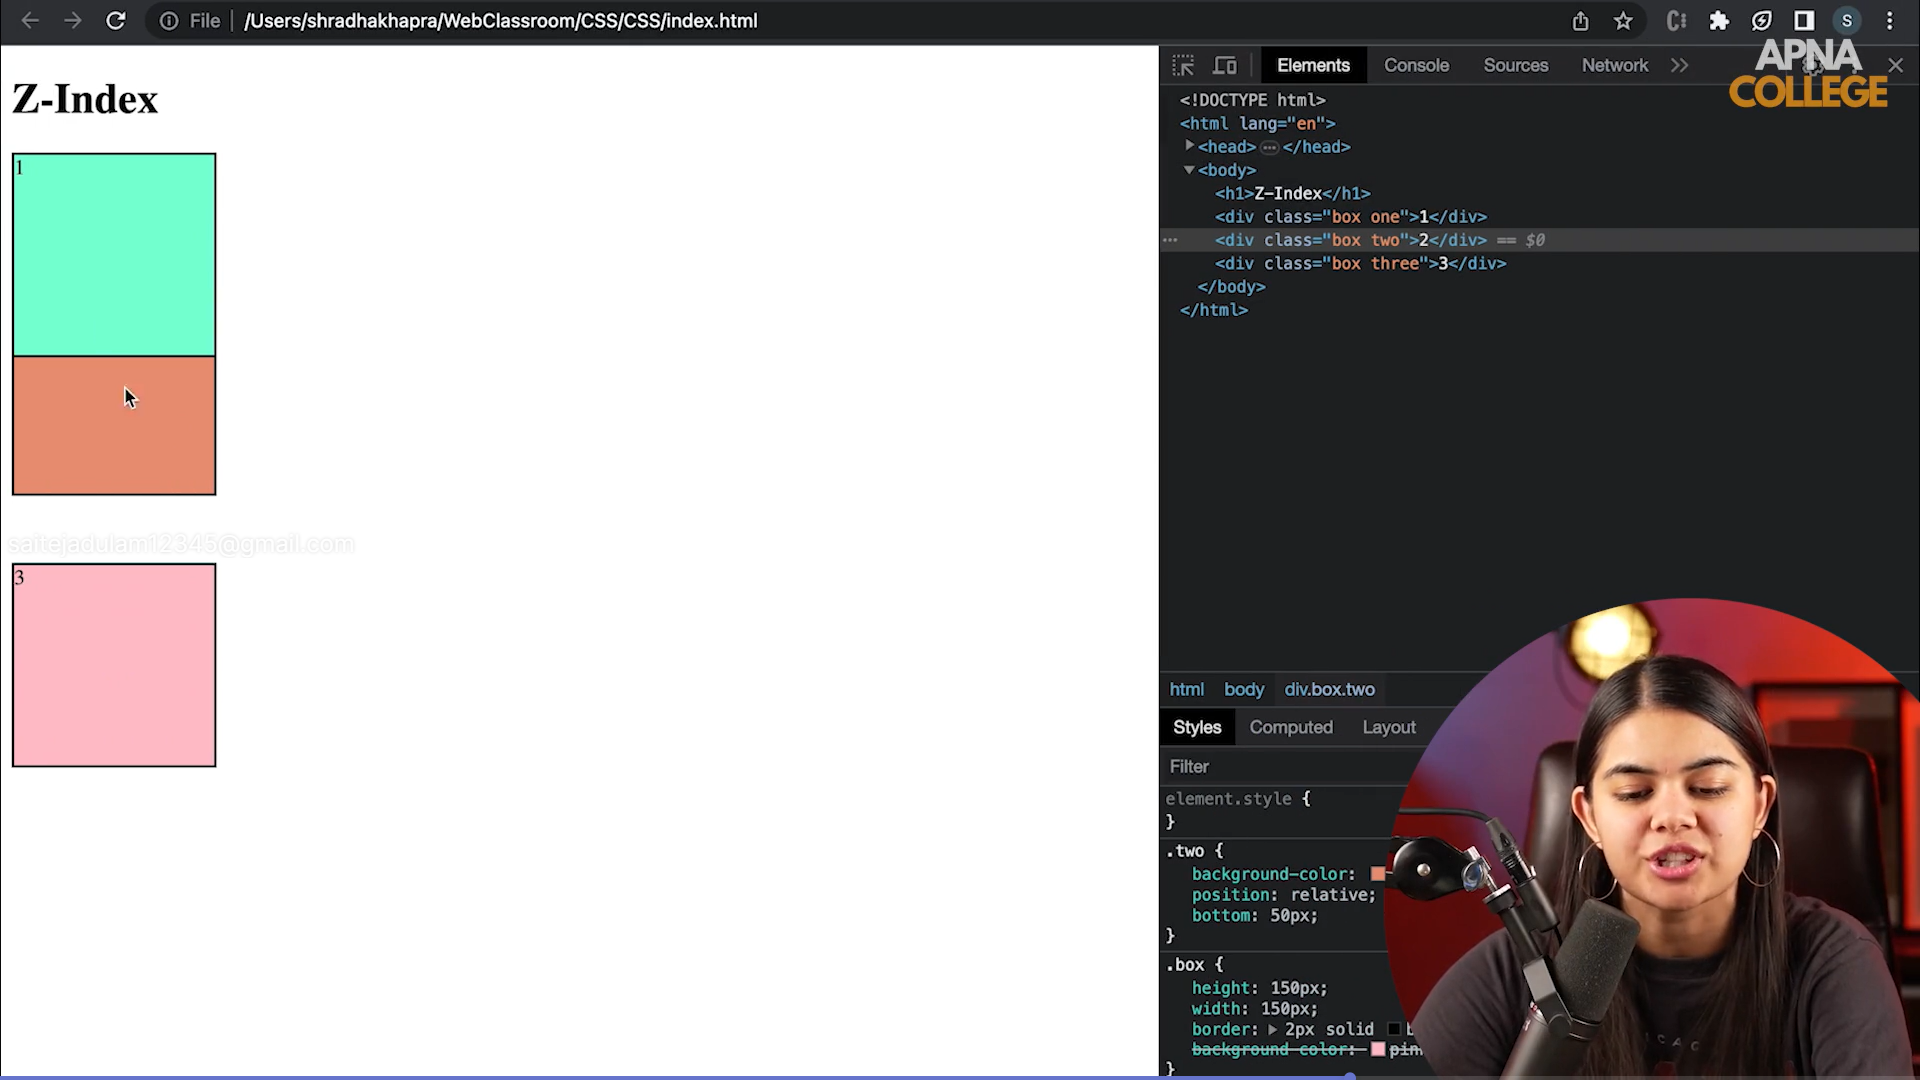 File /Users/shradhakhapra/WebClassroom/CSS/CSS/index.html
S
APNA
COLLEGE
Z-Index
1
saitejadulam12345@gmail.com
3
Elements Console Sources Network
<!DOCTYPE html>
<html lang="en">
<head> ⋯ </head>
<body>
<h1>Z-Index</h1>
<div class="box one">1</div>
<div class="box two">2</div> == $0
<div class="box three">3</div>
</body>
</html>
html body div.box.two
Styles Computed Layout
Filter
element.style {
}
.two {
background-color:
position: relative;
bottom: 50px;
}
.box {
height: 150px;
width: 150px;
border: 2px solid
background-color:
}